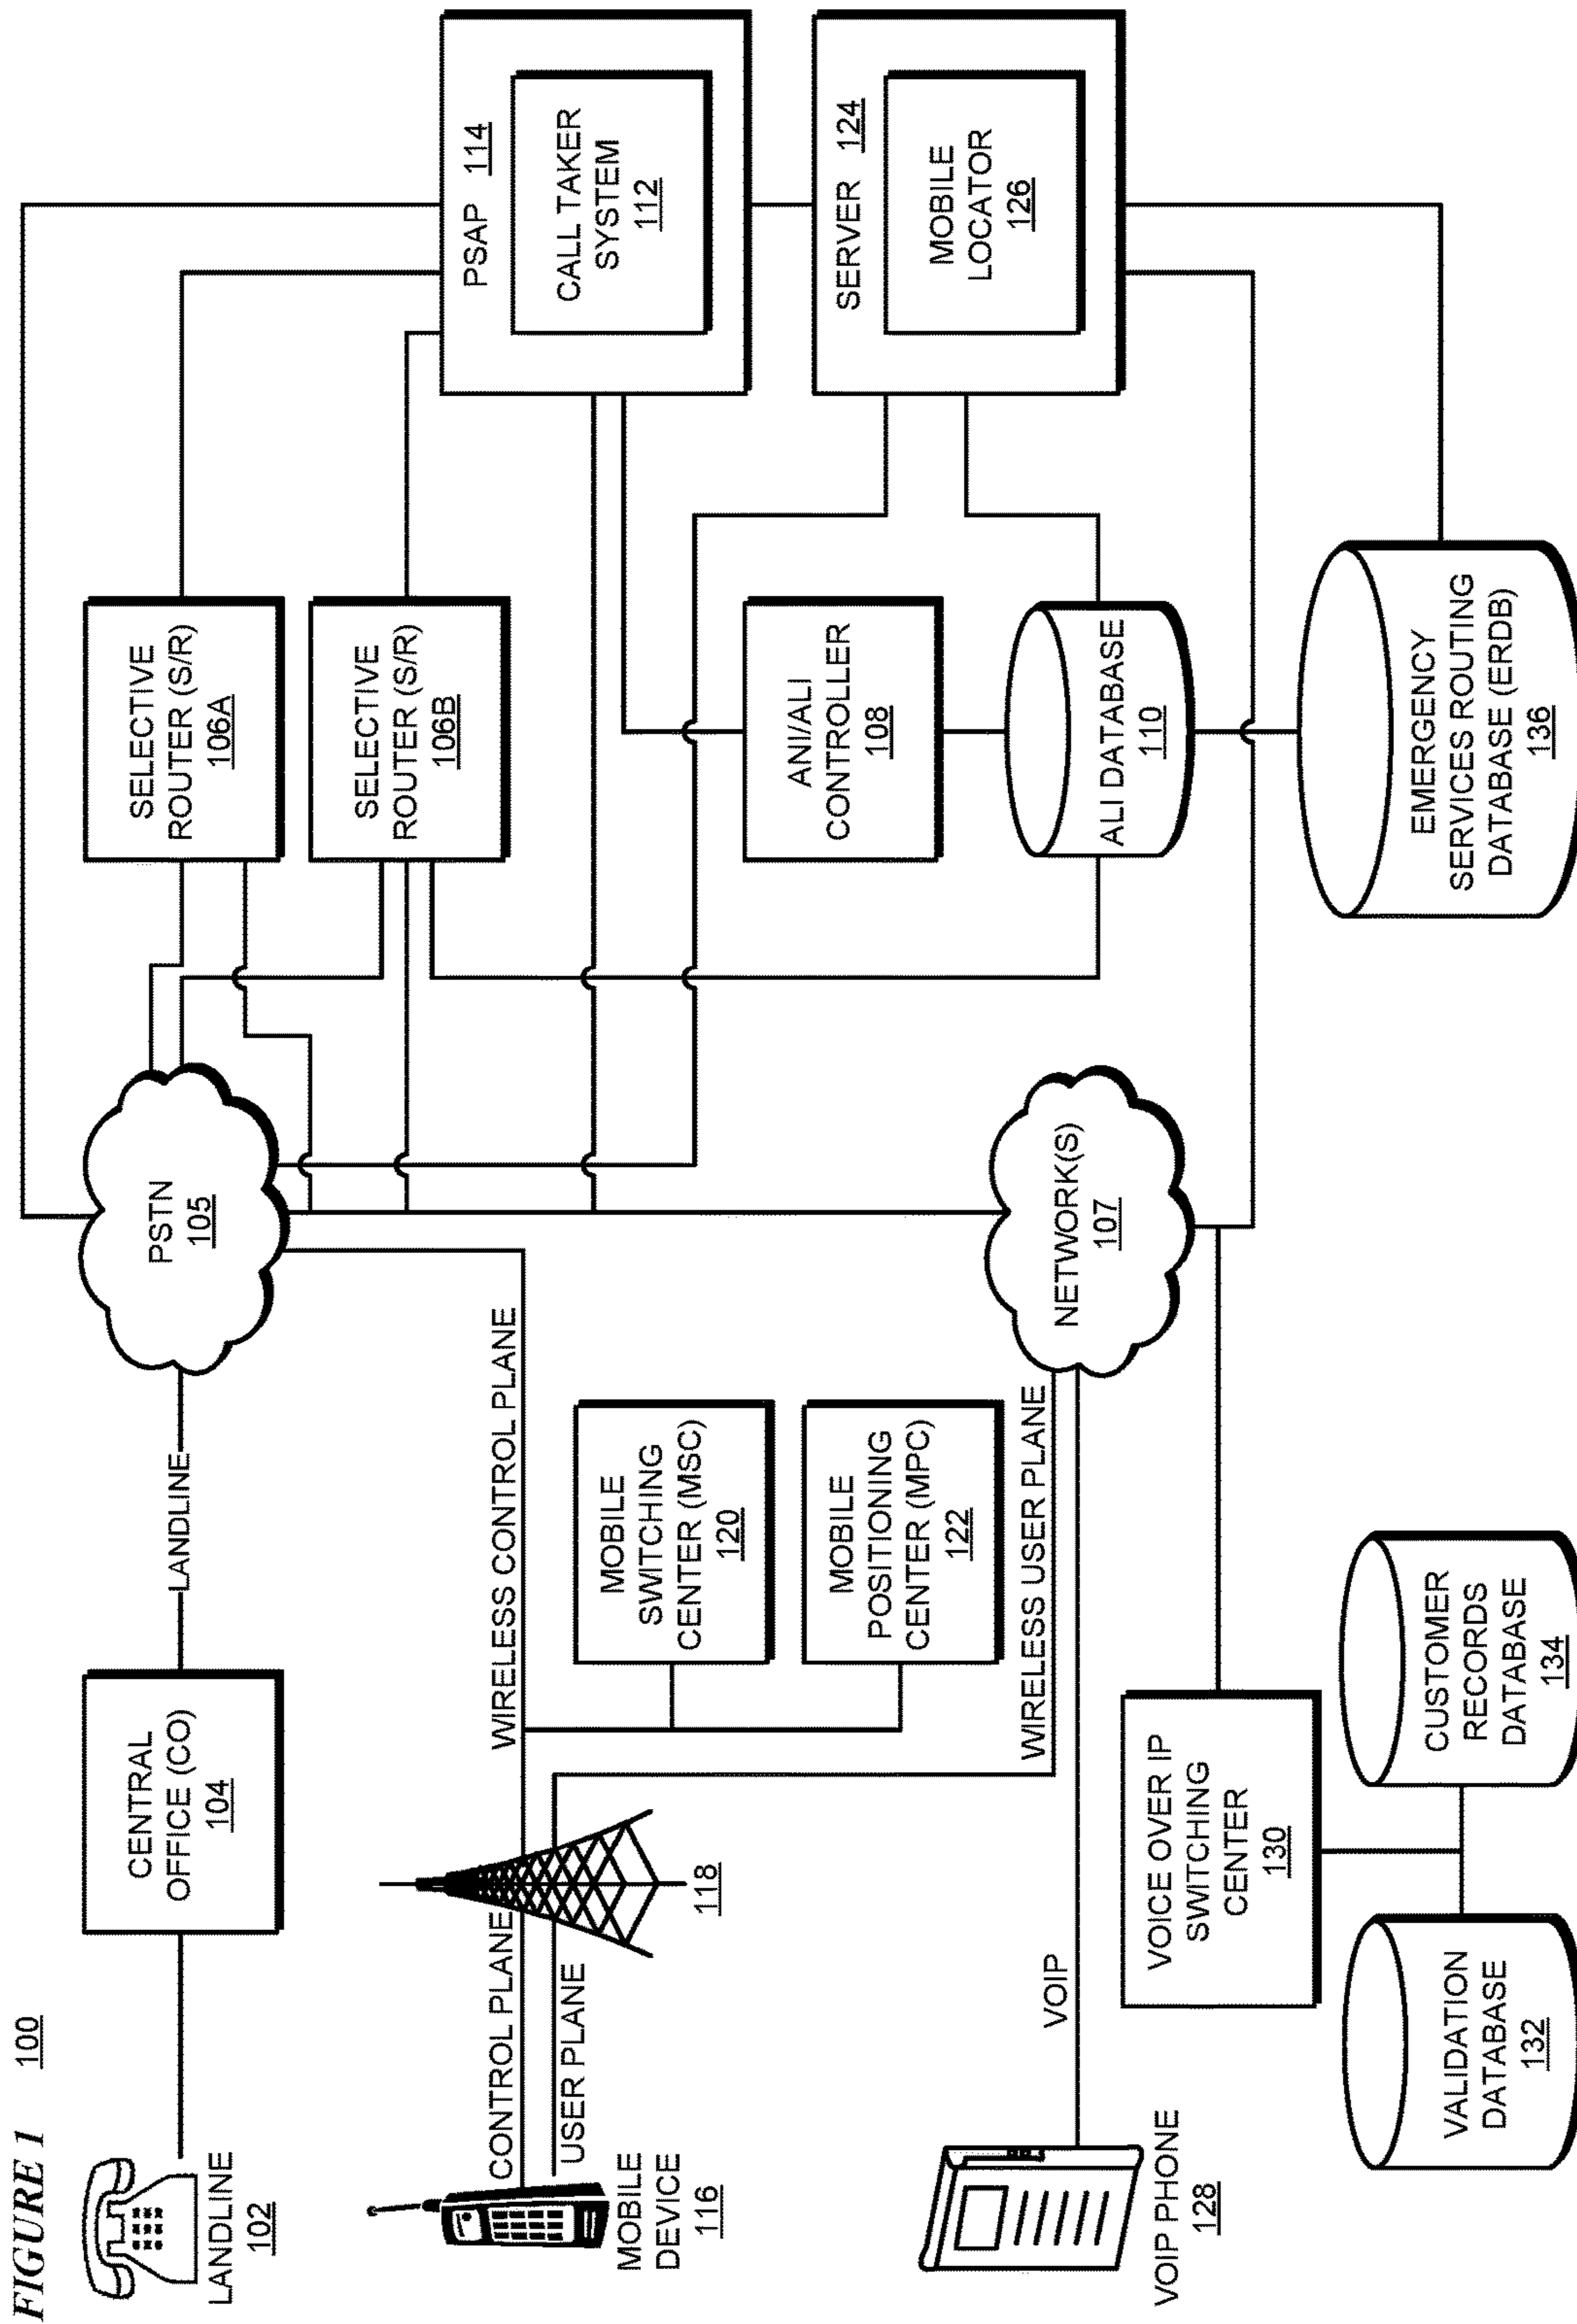 FIGURE 1
100
LANDLINE
102
CENTRAL
OFFICE (CO)
104
LANDLINE
PSTN
105
SELECTIVE
ROUTER (S/R)
106A
SELECTIVE
ROUTER (S/R)
106B
PSAP 114
CALL TAKER
SYSTEM
112
MOBILE
DEVICE
116
CONTROL PLANE
USER PLANE
118
WIRELESS CONTROL PLANE
MOBILE
SWITCHING
CENTER (MSC)
120
MOBILE
POSITIONING
CENTER (MPC)
122
WIRELESS USER PLANE
ANI/ALI
CONTROLLER
108
ALI DATABASE
110
SERVER 124
MOBILE
LOCATOR
126
VOIP PHONE
128
VOIP
NETWORK(S)
107
VOICE OVER IP
SWITCHING
CENTER
130
VALIDATION
DATABASE
132
CUSTOMER
RECORDS
DATABASE
134
EMERGENCY
SERVICES ROUTING
DATABASE (ERDB)
136